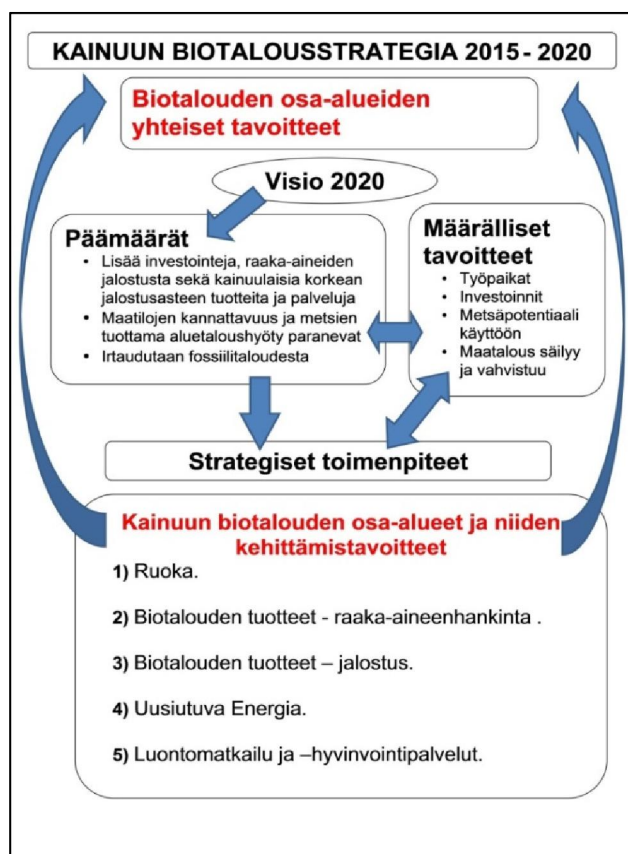 KAINUUN BIOTALOUSSTRATEGIA 2015 - 2020
Biotalouden osa-alueiden
yhteiset tavoitteet
Visio 2020
Päämäärät
• Lisää investointeja, raaka-aineiden
jalostusta sekä kainuulaisia korkean
jalostusasteen tuotteita ja palveluja
• Maatilojen kannattavuus ja metsien
tuottama aluetaloushyöty paranevat
• Irtaudutaan fossiilitaloudesta
Määrälliset
tavoitteet
• Työpaikat
• Investoinnit
• Metsäpotentiaali
käyttöön
• Maatalous säilyy
ja vahvistuu
Strategiset toimenpiteet
Kainuun biotalouden osa-alueet ja niiden
kehittämistavoitteet
1) Ruoka.
2) Biotalouden tuotteet - raaka-aineenhankinta .
3) Biotalouden tuotteet – jalostus.
4) Uusiutuva Energia.
5) Luontomatkailu ja –hyvinvointipalvelut.